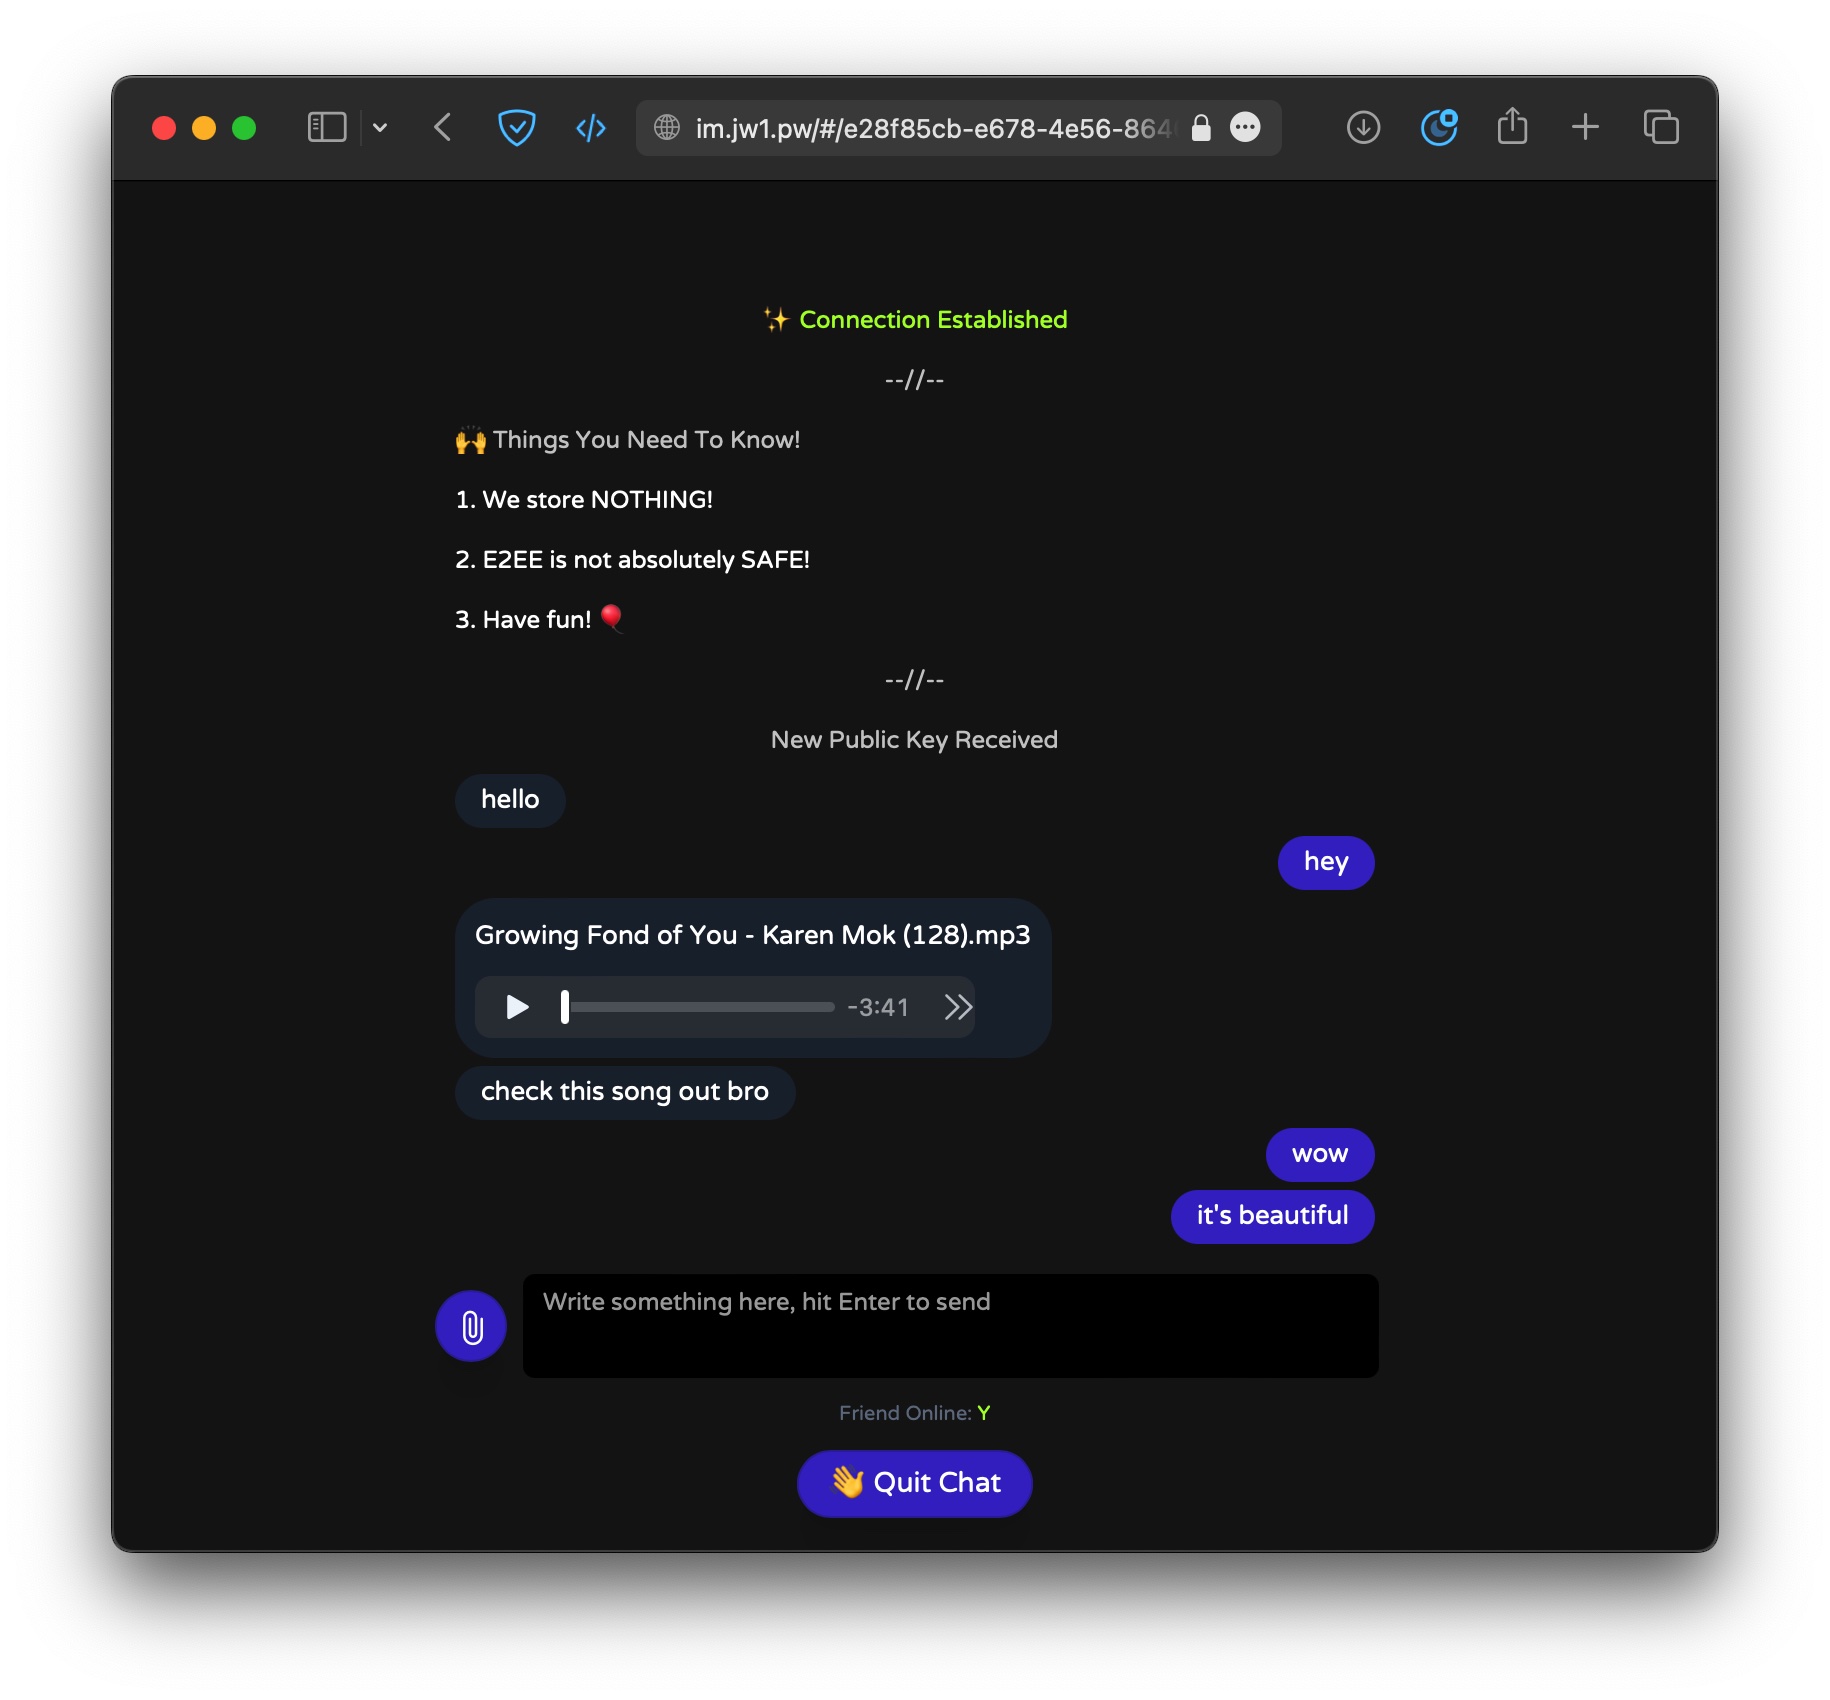 im.jw1.pw/#/e28f85cb-e678-4e56-864
✨ Connection Established
--//--
🙌 Things You Need To Know!
1. We store NOTHING!
2. E2EE is not absolutely SAFE!
3. Have fun! 🎈
--//--
New Public Key Received
hello
hey
Growing Fond of You - Karen Mok (128).mp3
-3:41
check this song out bro
wow
it's beautiful
Write something here, hit Enter to send
Friend Online: Y
👋 Quit Chat